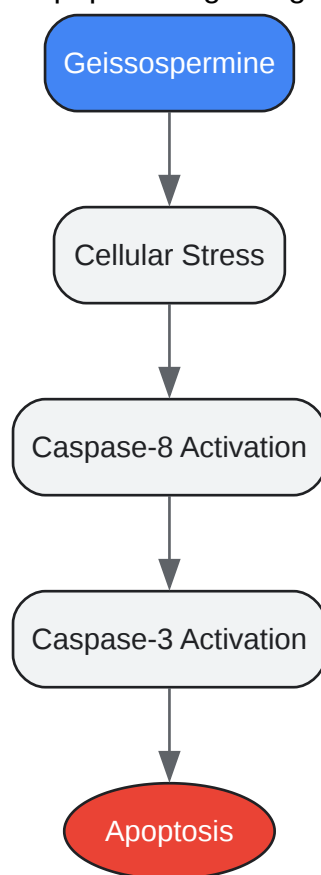 Geissospermine
Cellular Stress
Caspase-8 Activation
Caspase-3 Activation
Apoptosis